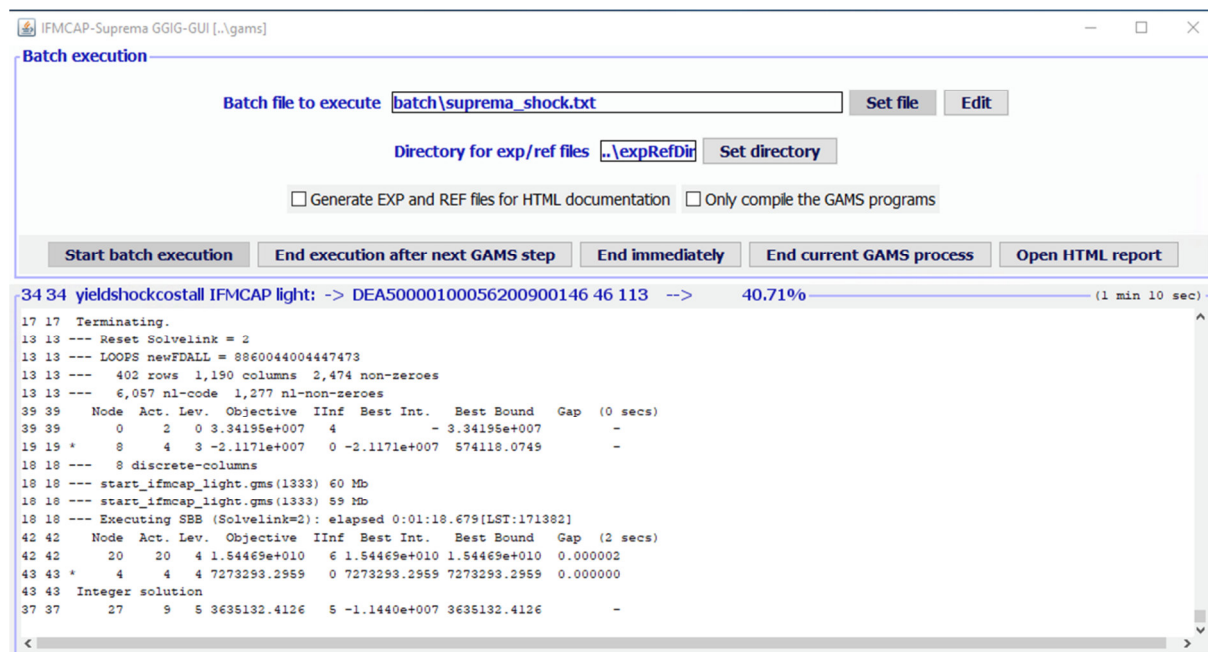 IFMCAP-Suprema GGIG-GUI [..\gams]
Batch execution
Batch file to execute batch\suprema_shock.txt Set file Edit
Directory for exp/ref files ..\expRefDir Set directory
Generate EXP and REF files for HTML documentation Only compile the GAMS programs
Start batch execution End execution after next GAMS step End immediately End current GAMS process Open HTML report
34 34 yieldshockcostall IFMCAP light: -> DEA50000100056200900146 46 113 --> 40.71% (1 min 10 sec)
17 17 Terminating.
13 13 --- Reset Solvelink = 2
13 13 --- LOOPS newFDALL = 8860044004447473
13 13 --- 402 rows 1,190 columns 2,474 non-zeroes
13 13 --- 6,057 nl-code 1,277 nl-non-zeroes
39 39 Node Act. Lev. Objective IInf Best Int. Best Bound Gap (0 secs)
39 39 0 2 0 3.34195e+007 4 - 3.34195e+007 -
19 19 * 8 4 3 -2.1171e+007 0 -2.1171e+007 574118.0749 -
18 18 --- 8 discrete-columns
18 18 --- start_ifmcap_light.gms(1333) 60 Mb
18 18 --- start_ifmcap_light.gms(1333) 59 Mb
18 18 --- Executing SBB (Solvelink=2): elapsed 0:01:18.679[LST:171382]
42 42 Node Act. Lev. Objective IInf Best Int. Best Bound Gap (2 secs)
42 42 20 20 4 1.54469e+010 6 1.54469e+010 1.54469e+010 0.000002
43 43 * 4 4 4 7273293.2959 0 7273293.2959 7273293.2959 0.000000
43 43 Integer solution
37 37 27 9 5 3635132.4126 5 -1.1440e+007 3635132.4126 -